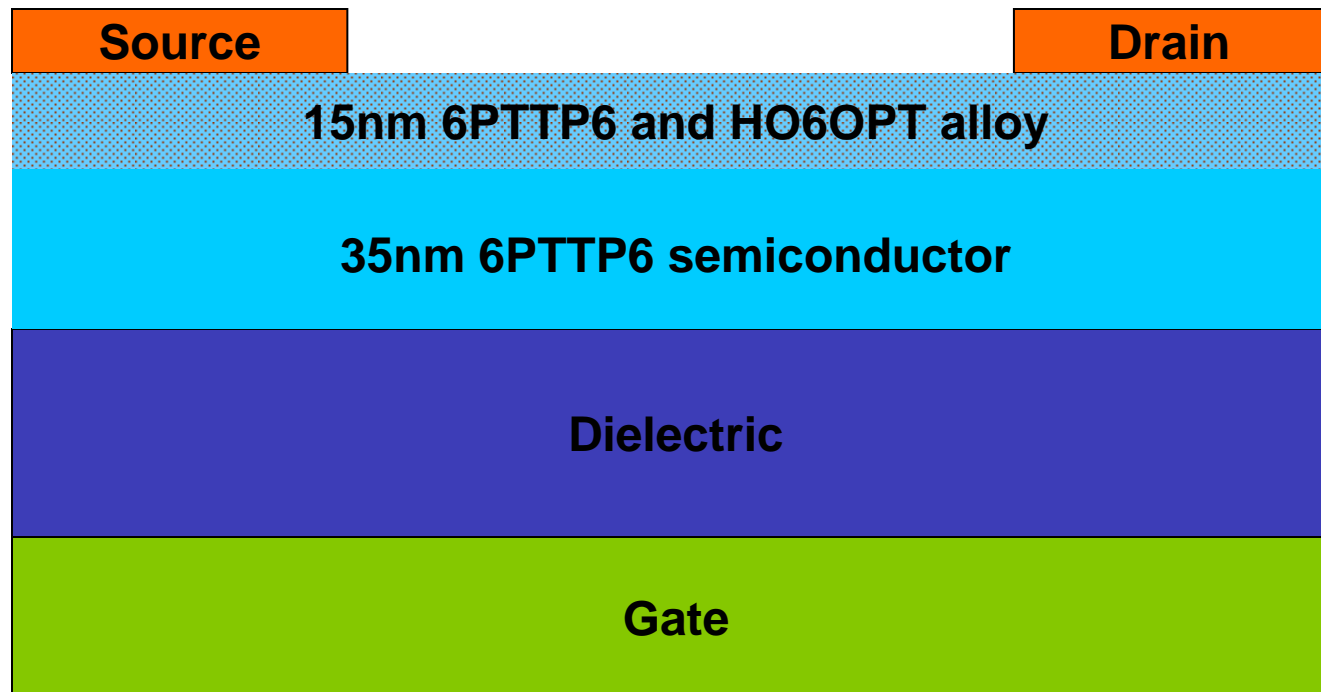 Source
Drain
15nm 6PTTP6 and HO6OPT alloy
35nm 6PTTP6 semiconductor
Dielectric
Gate